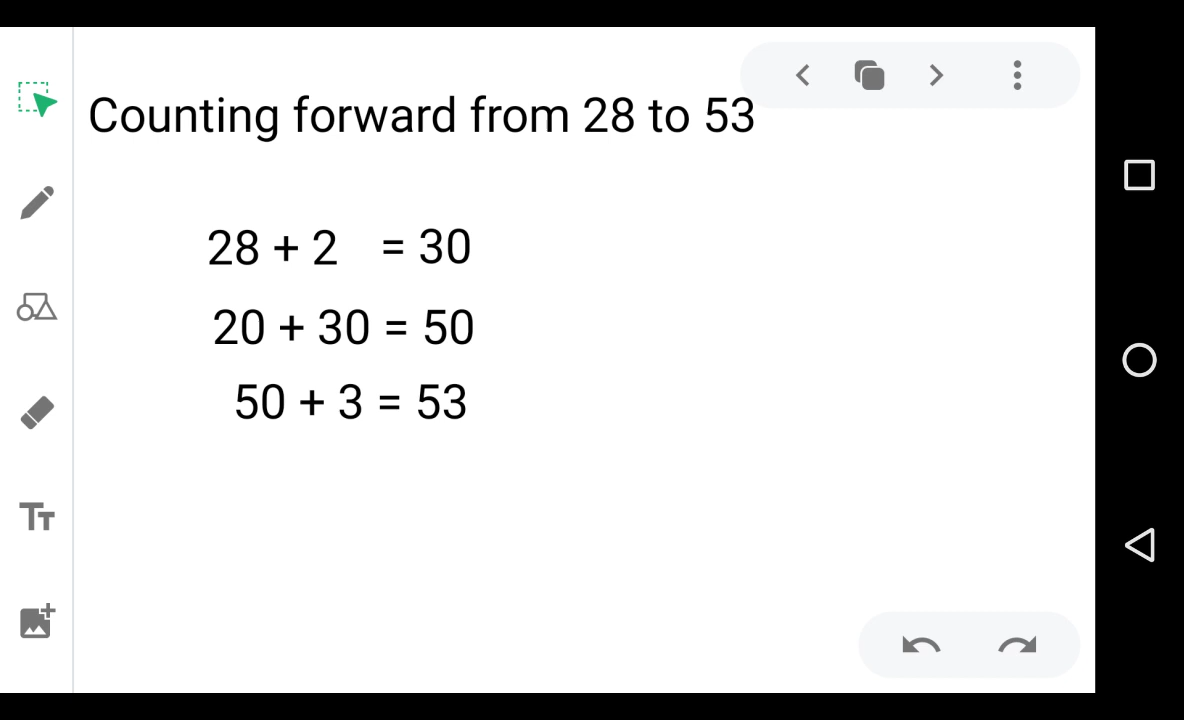 Counting forward from 28 to 53
28 + 2 = 30
20 + 30 = 50
50 + 3 = 53